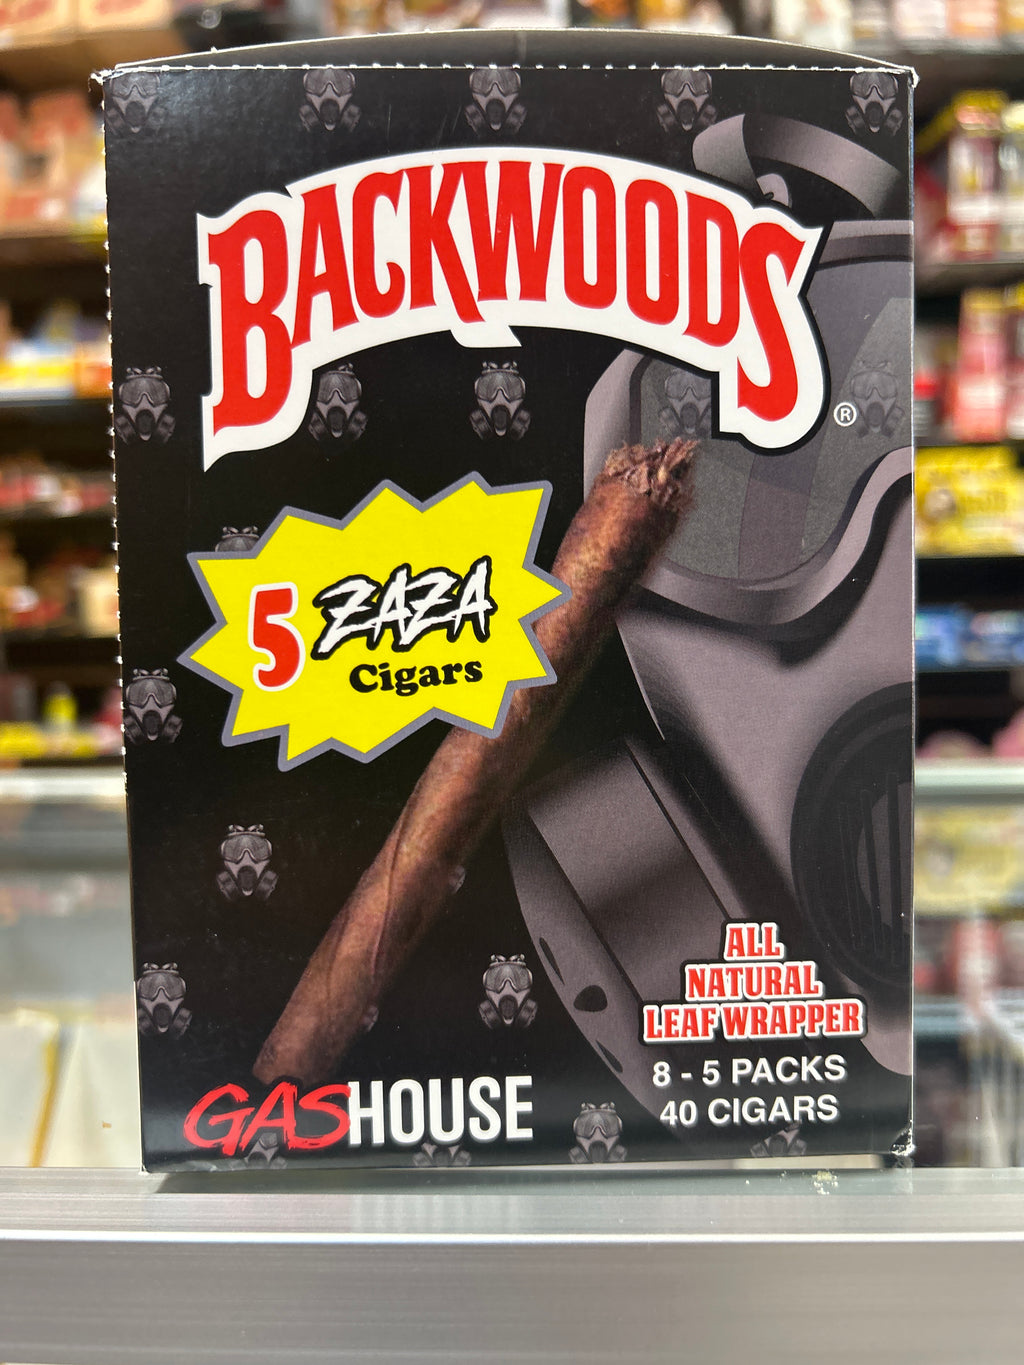 BACKWOODS
®
5 ZAZA
Cigars
ALL
NATURAL
LEAF WRAPPER
8 - 5 PACKS
40 CIGARS
GASHOUSE